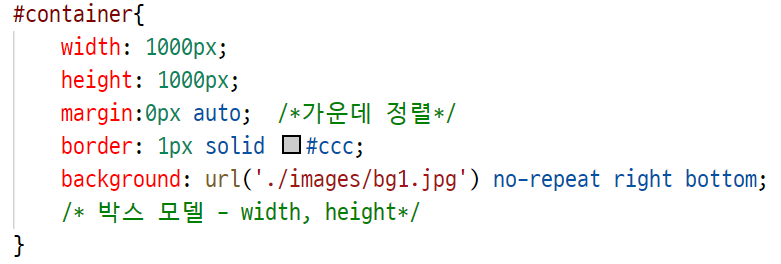 #container{
width: 1000px;
height: 1000px;
margin:0px auto;  /*가운데 정렬*/
border: 1px solid #ccc;
background: url('./images/bg1.jpg') no-repeat right bottom;
/* 박스 모델 - width, height*/
}